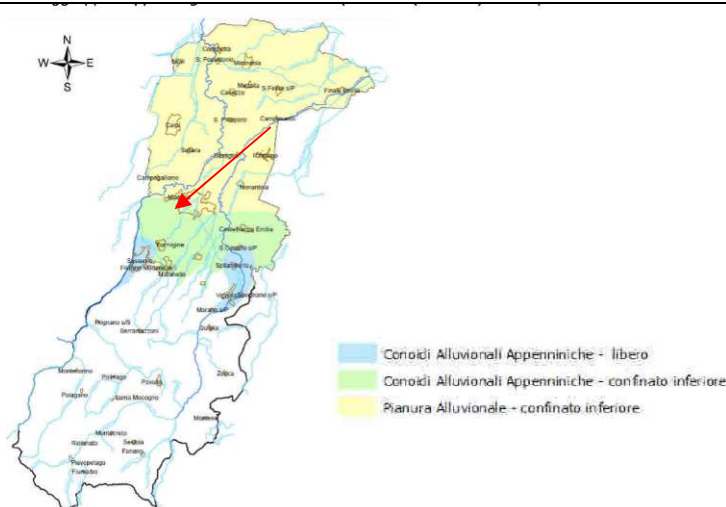 N
W E
S
Concordia
S. Possidonio
Mirandola
Medolla
S.Felice s/P
Cavezzo
Finale Emilia
Carpi
S. Prospero
Camposanto
Soliera
Bastiglia
Campogalliano
Nonantola
Castelfranco Emilia
Formigine
S.Cesario s/P
Sassuolo
Fiorano Modenese
Maranello
Spilamberto
Marano s/P
Prignano s/S
Serramazzoni
Guiglia
Zocca
Montefiorino
Polinago
Pavullo
Palagano
Lama Mocogno
Montese
Montecreto
Riolunato
Sestola
Fanano
Pievepelago
Fiumalbo
Conoidi Alluvionali Appenniniche - libero
Conoidi Alluvionali Appenniniche - confinato inferiore
Pianura Alluvionale - confinato inferiore